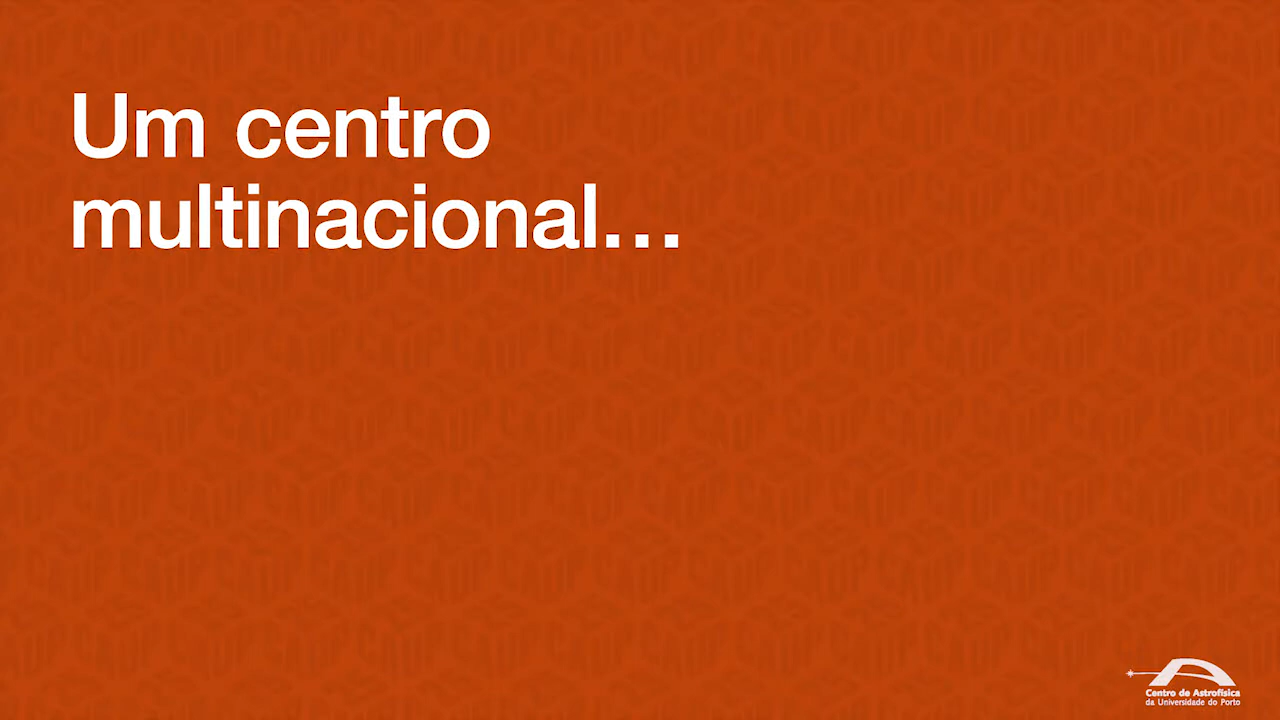 Um centro
multinacional...
Centro de Astrofísica
da Universidade do Porto